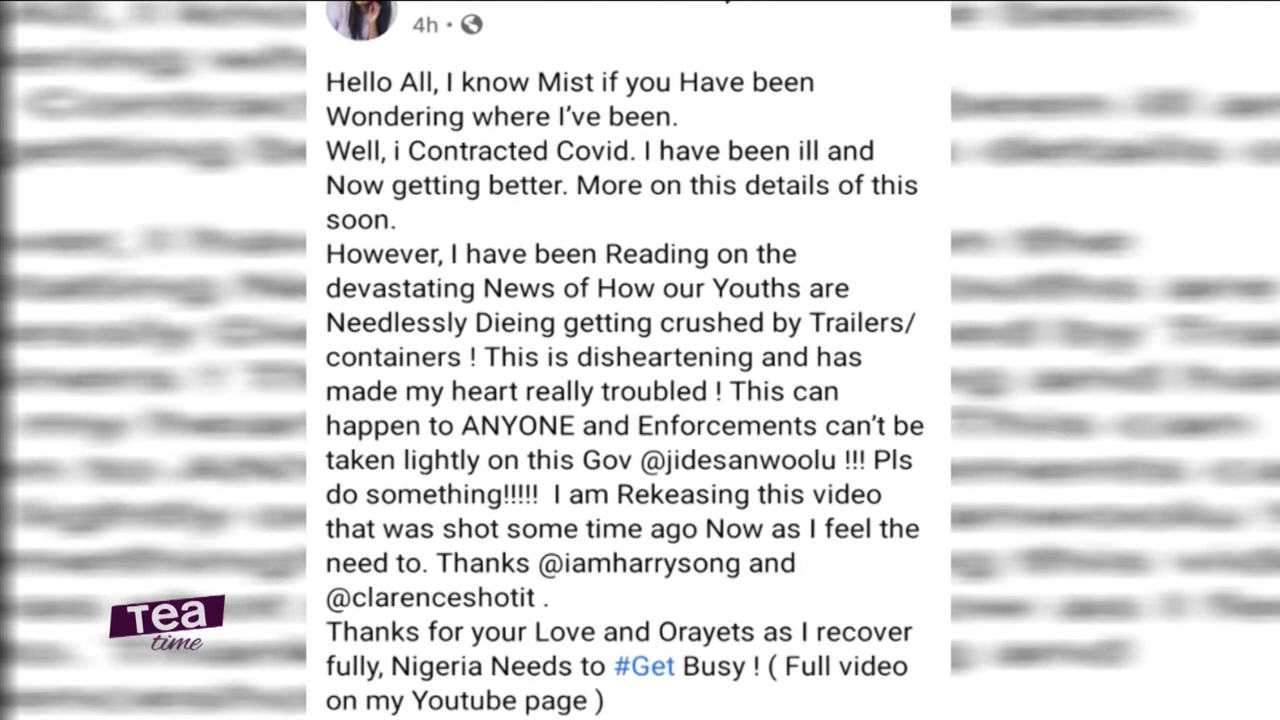 4h
Hello All, I know Mist if you Have been
Wondering where I've been.
Well, i Contracted Covid. I have been ill and
Now getting better. More on this details of this
soon.
However, I have been Reading on the
devastating News of How our Youths are
Needlessly Dieing getting crushed by Trailers/
containers ! This is disheartening and has
made my heart really troubled ! This can
happen to ANYONE and Enforcements can't be
taken lightly on this Gov @jidesanwoolu !!! Pls
do something!!!!! I am Rekeasing this video
that was shot some time ago Now as I feel the
need to. Thanks @iamharrysong and
@clarenceshotit .
Thanks for your Love and Orayets as I recover
fully, Nigeria Needs to #Get Busy ! ( Full video
on my Youtube page )
Tea
time